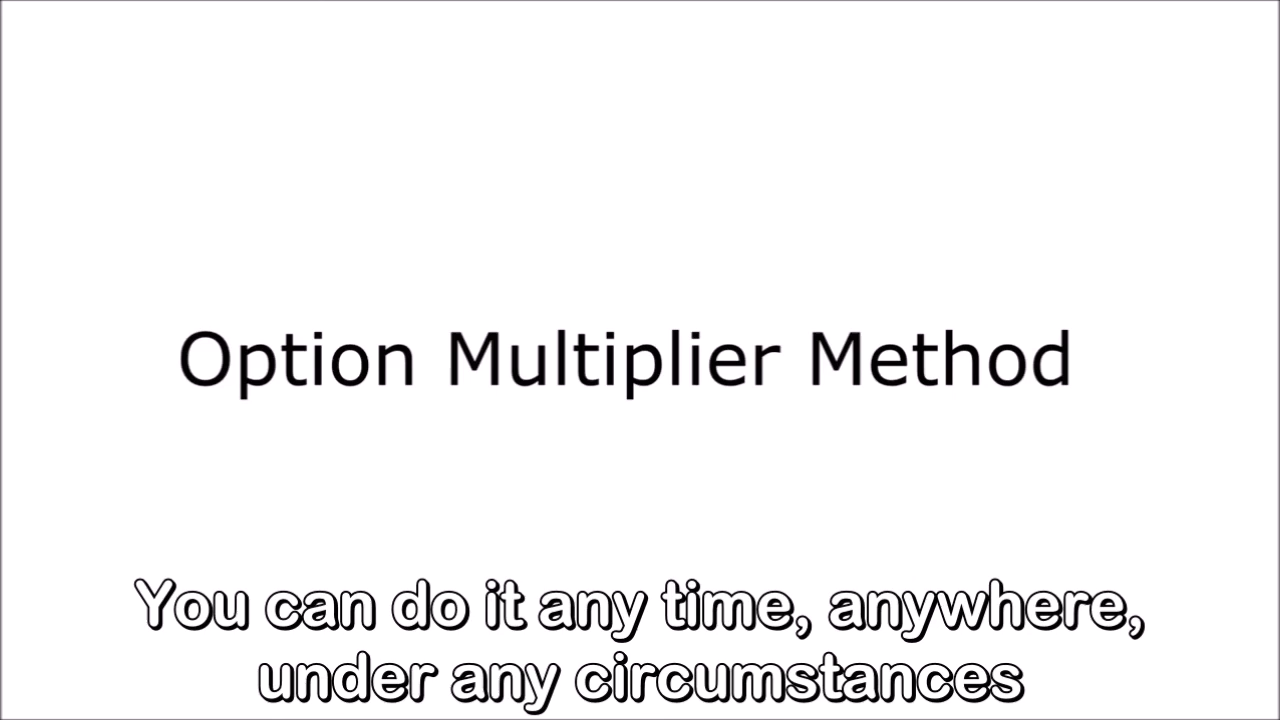 Option Multiplier Method
You can do it any time, anywhere,
under any circumstances